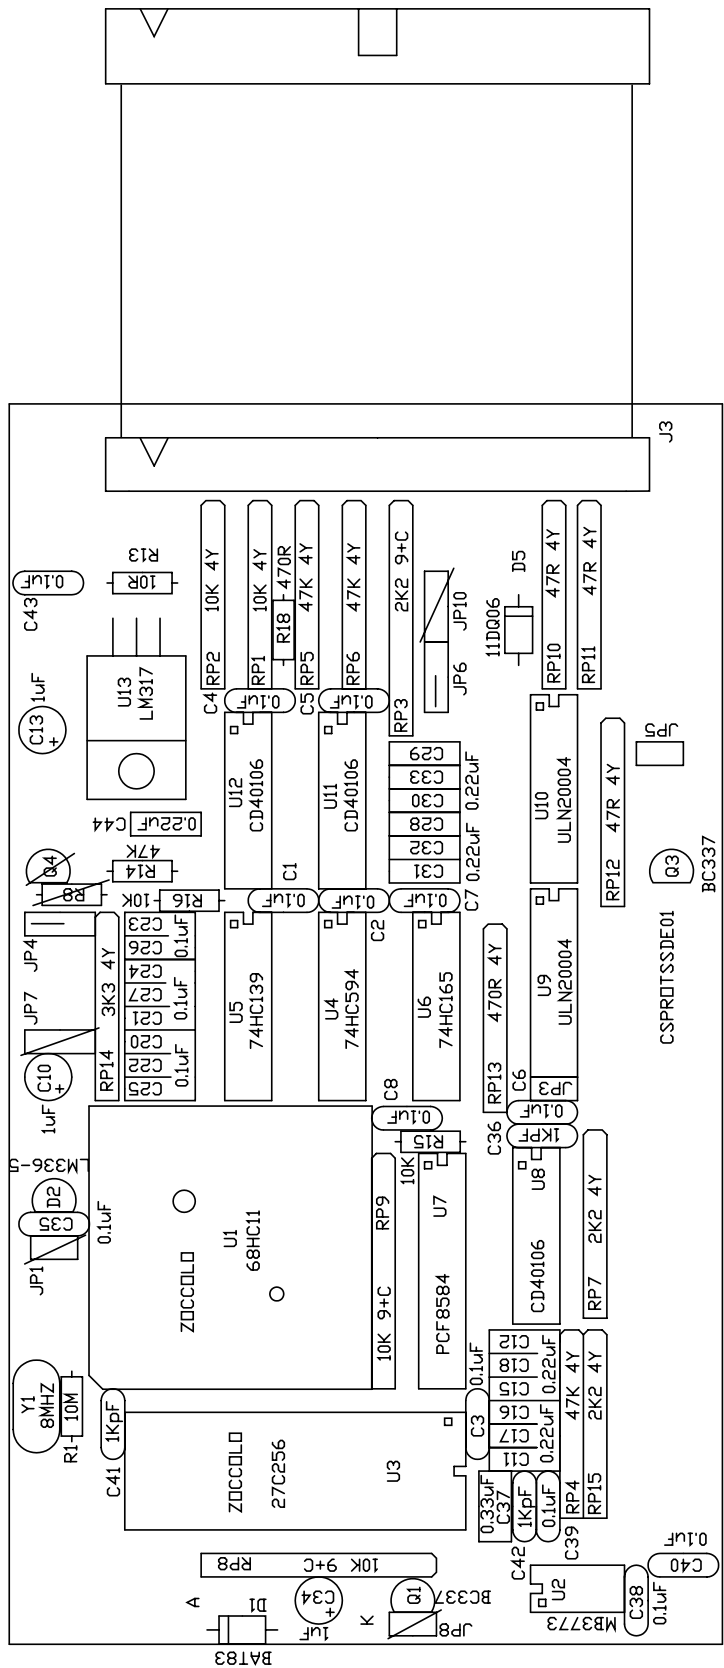 J3
R13
10R
0.1uF
C43
1uF
C13
+
U13
LM317
RP2 10K 4Y
RP1 10K 4Y
R18 470R
RP5 47K 4Y
RP6 47K 4Y
RP3 2K2 9+C
JP10
JP6
D5
11DQ06
RP10 47R 4Y
RP11 47R 4Y
C4
0.1uF
C5
0.1uF
U12
CD40106
U11
CD40106
C29
C33
C30
0.22uF
C28
C32
C31
0.22uF
U10
ULN20004
RP12 47R 4Y
JP5
Q3
BC337
C44
0.22uF
47K
R14
Q4
R8
10K
R16
C1
0.1uF
0.1uF
C2
0.1uF
C7
JP4
JP7
RP14 3K3 4Y
C23
C26
0.1uF
C24
C27
C21
0.1uF
C20
C22
C25
0.1uF
U5
74HC139
U4
74HC594
U6
74HC165
RP13 470R 4Y
U9
ULN20004
JP3
CSPROTSSDE01
C10
+
1uF
C8
0.1uF
C6
0.1uF
C36
1KPF
R15
10K
LM336-5
D2
C35
0.1uF
JP1
ZOCCOLO
U1
68HC11
RP9
10K 9+C
U7
PCF8584
U8
CD40106
RP7 2K2 4Y
Y1
8MHZ
R1
10M
C41
1KpF
ZOCCOLO
27C256
U3
0.1uF
C3
C12
C18
C15
0.22uF
C16
C17
C11
0.22uF
RP4 47K 4Y
RP15 2K2 4Y
0.33uF
C37
1KpF
C42
0.1uF
C39
RP8 10K 9+C
A
D1
BAT83
C34
+
1uF
K
Q1
BC337
JP8
U2
MB3773
C38
0.1uF
C40
0.1uF